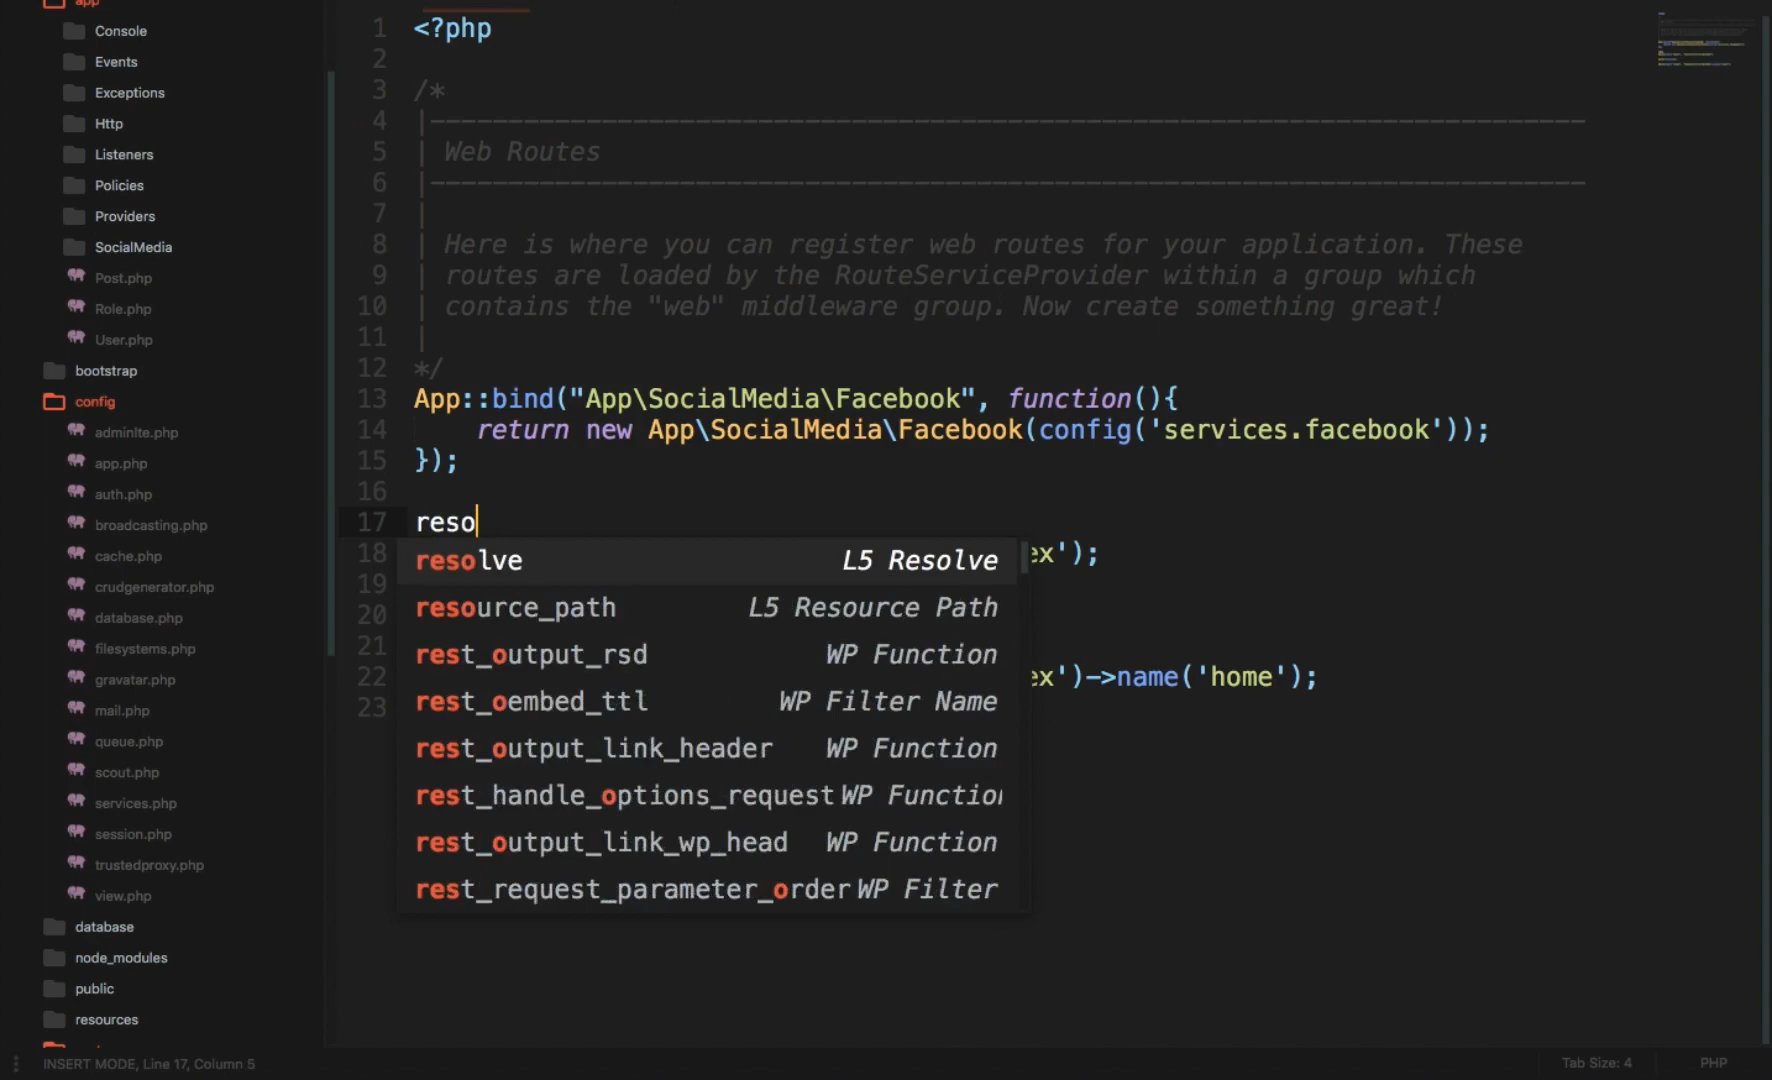 app
Console
Events
Exceptions
Http
Listeners
Policies
Providers
SocialMedia
Post.php
Role.php
User.php
bootstrap
config
adminlte.php
app.php
auth.php
broadcasting.php
cache.php
crudgenerator.php
database.php
filesystems.php
gravatar.php
mail.php
queue.php
scout.php
services.php
session.php
trustedproxy.php
view.php
database
node_modules
public
resources
1 <?php
2
3 /*
4 |--------------------------------------------------------------------------
5 | Web Routes
6 |--------------------------------------------------------------------------
7 |
8 | Here is where you can register web routes for your application. These
9 | routes are loaded by the RouteServiceProvider within a group which
10 | contains the "web" middleware group. Now create something great!
11 |
12 */
13 App::bind("App\SocialMedia\Facebook", function(){
14 return new App\SocialMedia\Facebook(config('services.facebook'));
15 });
16
17 reso
18 ex');
19
20
21
22 ex')->name('home');
23
resolve L5 Resolve
resource_path L5 Resource Path
rest_output_rsd WP Function
rest_oembed_ttl WP Filter Name
rest_output_link_header WP Function
rest_handle_options_request WP Function
rest_output_link_wp_head WP Function
rest_request_parameter_order WP Filter
INSERT MODE, Line 17, Column 5
Tab Size: 4
PHP